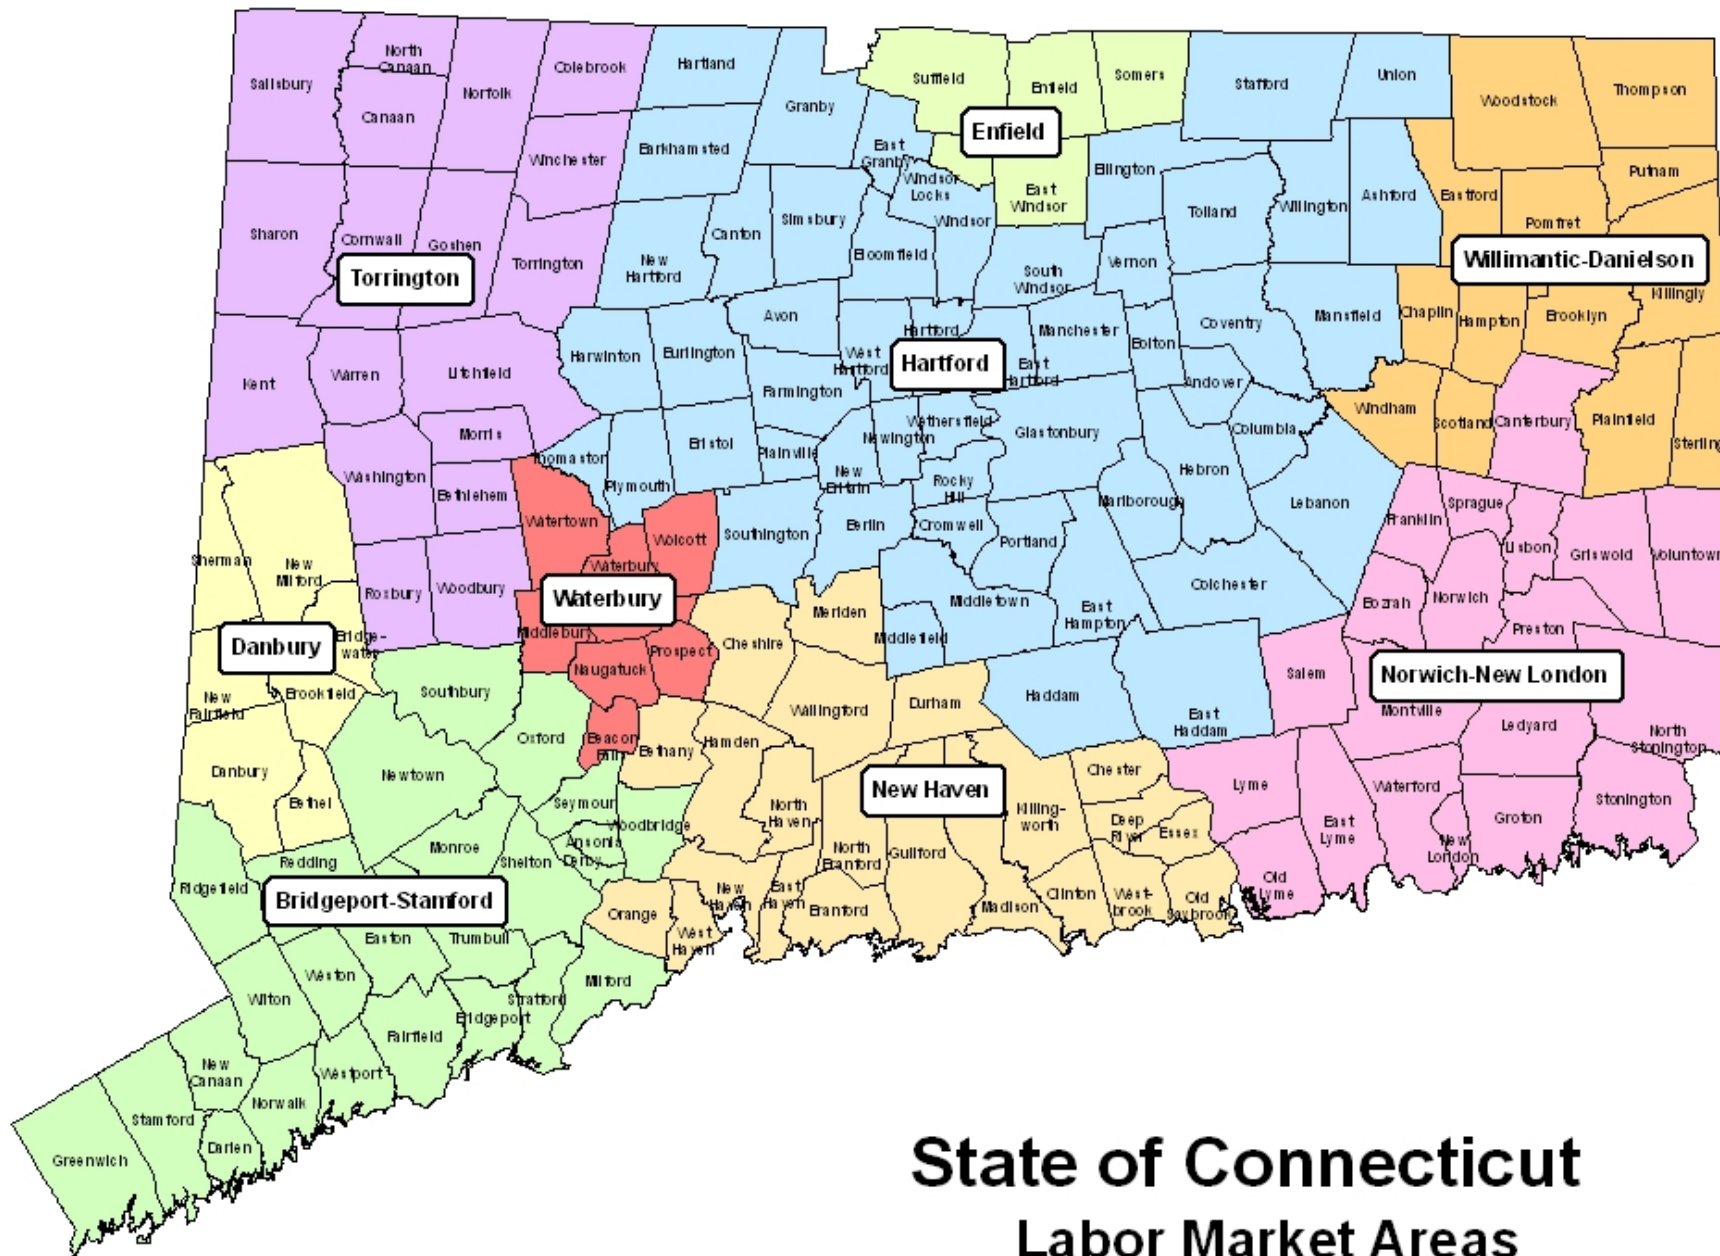 Salisbury
North
Canaan
Canaan
Norfolk
Colebrook
Hartland
Granby
Suffield
Enfield
Somers
Stafford
Union
Woodstock
Thompson
Enfield
Winchester
Barkhamsted
East
Granby
Windsor
Locks
East
Windsor
Ellington
Willington
Ashford
Eastford
Putnam
Pomfret
Sharon
Cornwall
Goshen
Torrington
New
Hartford
Canton
Simsbury
Bloomfield
Windsor
South
Windsor
Vernon
Tolland
Torrington
Willimantic-Danielson
Killingly
Kent
Warren
Litchfield
Harwinton
Burlington
Avon
West
Hartford
Hartford
Hartford
East
Hartford
Manchester
Bolton
Coventry
Mansfield
Chaplin
Hampton
Brooklyn
Farmington
Andover
Morris
Washington
Bethlehem
Thomaston
Plymouth
Bristol
Plainville
New
Britain
Newington
Wethersfield
Glastonbury
Rocky
Hill
Hebron
Columbia
Windham
Scotland
Canterbury
Plainfield
Sterling
Watertown
Wolcott
Southington
Berlin
Cromwell
Portland
Marlborough
Lebanon
Franklin
Sprague
Lisbon
Griswold
Voluntown
Sherman
New
Milford
Roxbury
Woodbury
Waterbury
Waterbury
Middlebury
Naugatuck
Prospect
Cheshire
Meriden
Middlefield
Middletown
East
Hampton
Colchester
Bozrah
Norwich
Preston
Danbury
Bridge-
water
New
Fairfield
Brookfield
Southbury
Oxford
Beacon
Falls
Bethany
Hamden
Wallingford
Durham
Haddam
East
Haddam
Salem
Norwich-New London
Montville
Ledyard
North
Stonington
Danbury
Bethel
Newtown
Seymour
Woodbridge
North
Haven
New Haven
Killing-
worth
Chester
Deep
River
Essex
Lyme
East
Lyme
Waterford
New
London
Groton
Stonington
Ridgefield
Redding
Monroe
Shelton
Ansonia
Derby
North
Branford
Guilford
Bridgeport-Stamford
Orange
West
Haven
New
Haven
East
Haven
Branford
Madison
Clinton
West-
brook
Old
Saybrook
Old
Lyme
Easton
Trumbull
Weston
Wilton
Milford
Stratford
Bridgeport
Fairfield
New
Canaan
Westport
Norwalk
Stamford
Darien
Greenwich
State of Connecticut
Labor Market Areas